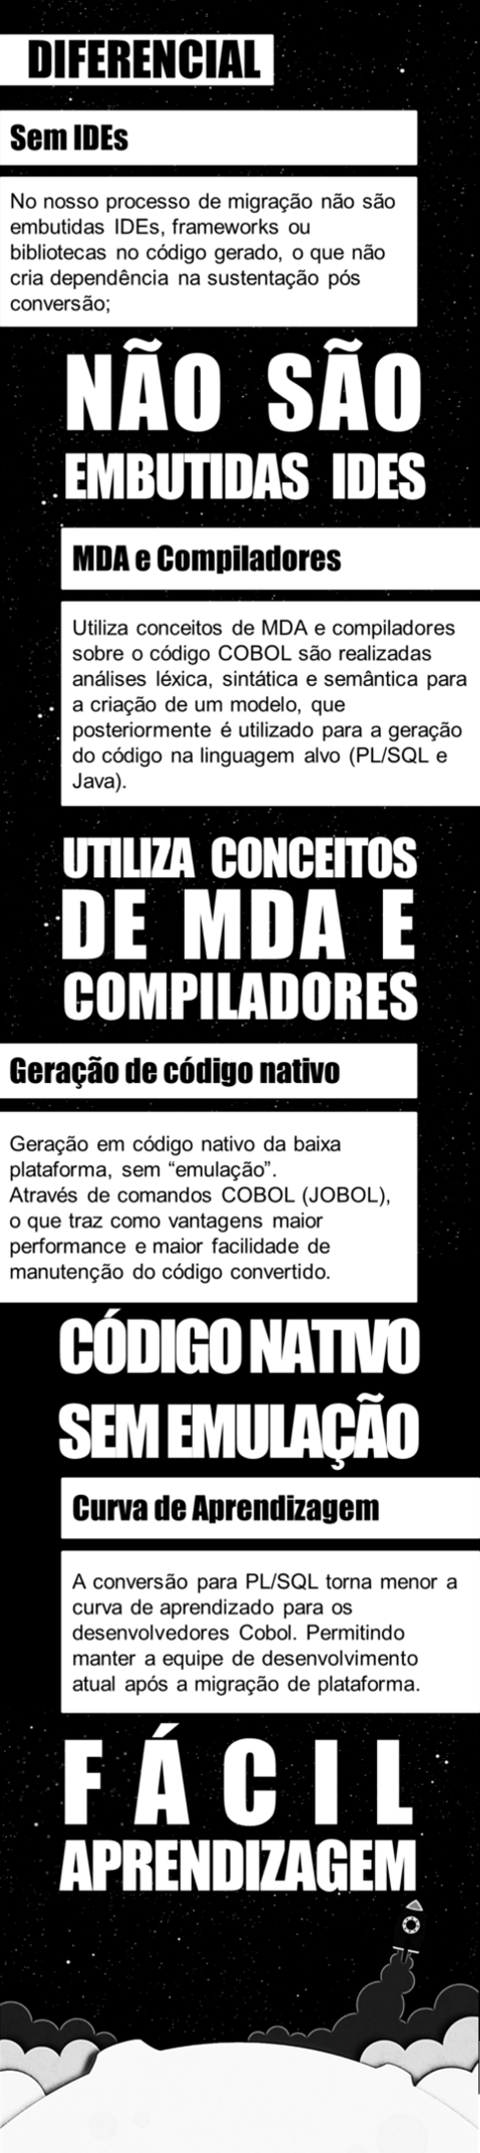 DIFERENCIAL
Sem IDEs
No nosso processo de migração não são
embutidas IDEs, frameworks ou
bibliotecas no código gerado, o que não
cria dependência na sustentação pós
conversão;
NÃO SÃO
EMBUTIDAS IDES
MDA e Compiladores
Utiliza conceitos de MDA e compiladores
sobre o código COBOL são realizadas
análises léxica, sintática e semântica para
a criação de um modelo, que
posteriormente é utilizado para a geração
do código na linguagem alvo (PL/SQL e
Java).
UTILIZA CONCEITOS
DE MDA E
COMPILADORES
Geração de código nativo
Geração em código nativo da baixa
plataforma, sem “emulação”.
Através de comandos COBOL (JOBOL),
o que traz como vantagens maior
performance e maior facilidade de
manutenção do código convertido.
CÓDIGO NATIVO
SEM EMULAÇÃO
Curva de Aprendizagem
A conversão para PL/SQL torna menor a
curva de aprendizado para os
desenvolvedores Cobol. Permitindo
manter a equipe de desenvolvimento
atual após a migração de plataforma.
FÁCIL
APRENDIZAGEM